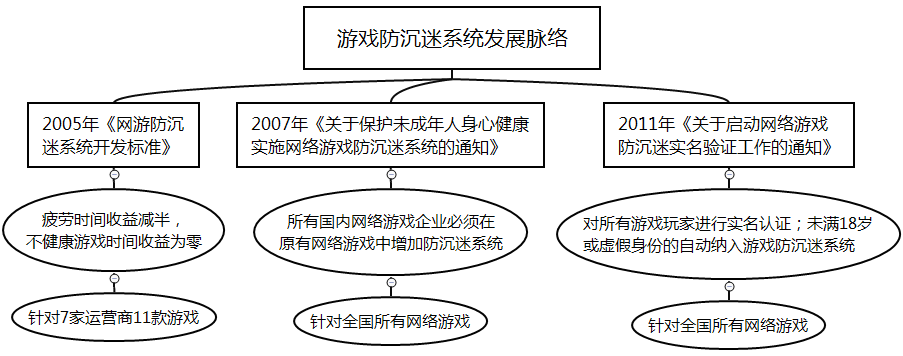 游戏防沉迷系统发展脉络
2005年《网游防沉
迷系统开发标准》
疲劳时间收益减半，
不健康游戏时间收益为零
针对7家运营商11款游戏
2007年《关于保护未成年人身心健康
实施网络游戏防沉迷系统的通知》
所有国内网络游戏企业必须在
原有网络游戏中增加防沉迷系统
针对全国所有网络游戏
2011年《关于启动网络游戏
防沉迷实名验证工作的通知》
对所有游戏玩家进行实名认证；未满18岁
或虚假身份的自动纳入游戏防沉迷系统
针对全国所有网络游戏